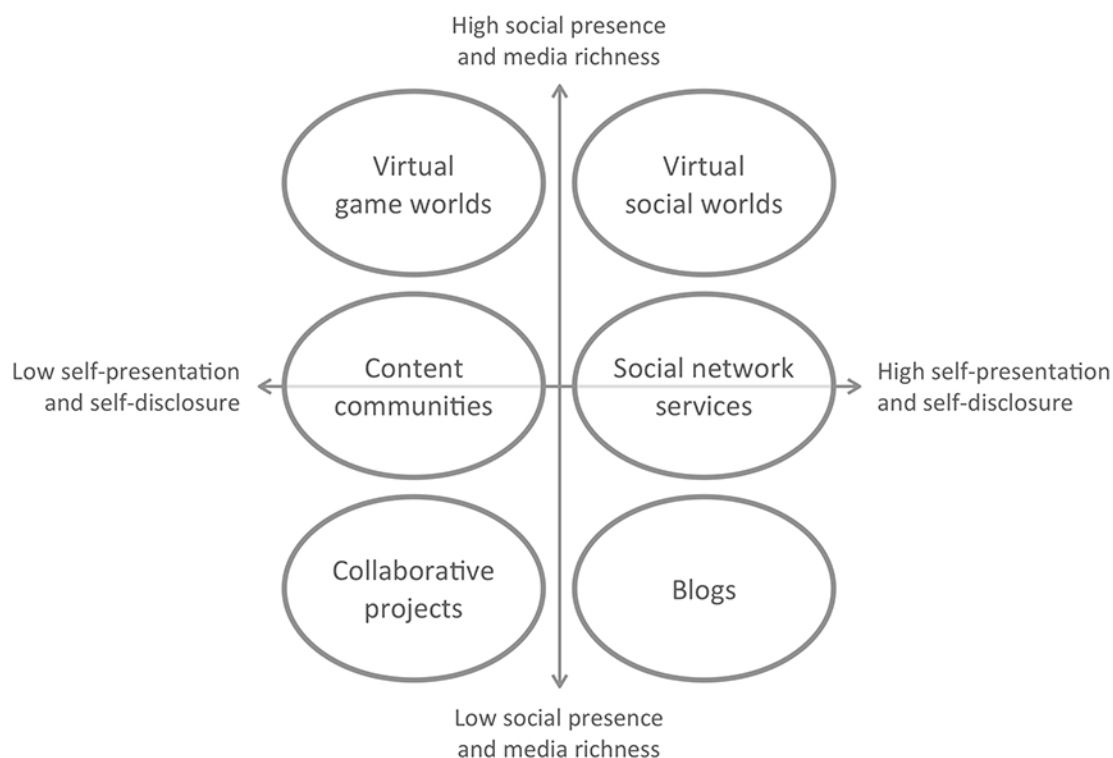 High social presence
and media richness
Virtual
game worlds
Virtual
social worlds
Low self-presentation
and self-disclosure
Content
communities
Social network
services
High self-presentation
and self-disclosure
Collaborative
projects
Blogs
Low social presence
and media richness